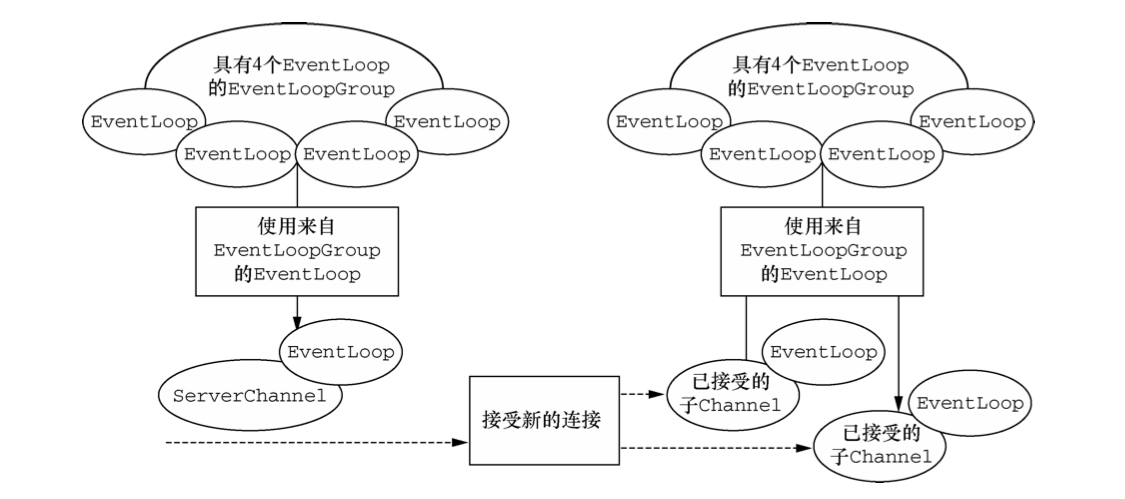 具有4个EventLoop
的EventLoopGroup
EventLoop
EventLoop
EventLoop
EventLoop
使用来自
EventLoopGroup
的EventLoop
EventLoop
ServerChannel
具有4个EventLoop
的EventLoopGroup
EventLoop
EventLoop
EventLoop
EventLoop
使用来自
EventLoopGroup
的EventLoop
EventLoop
已接受的
子Channel
EventLoop
已接受的
子Channel
接受新的连接